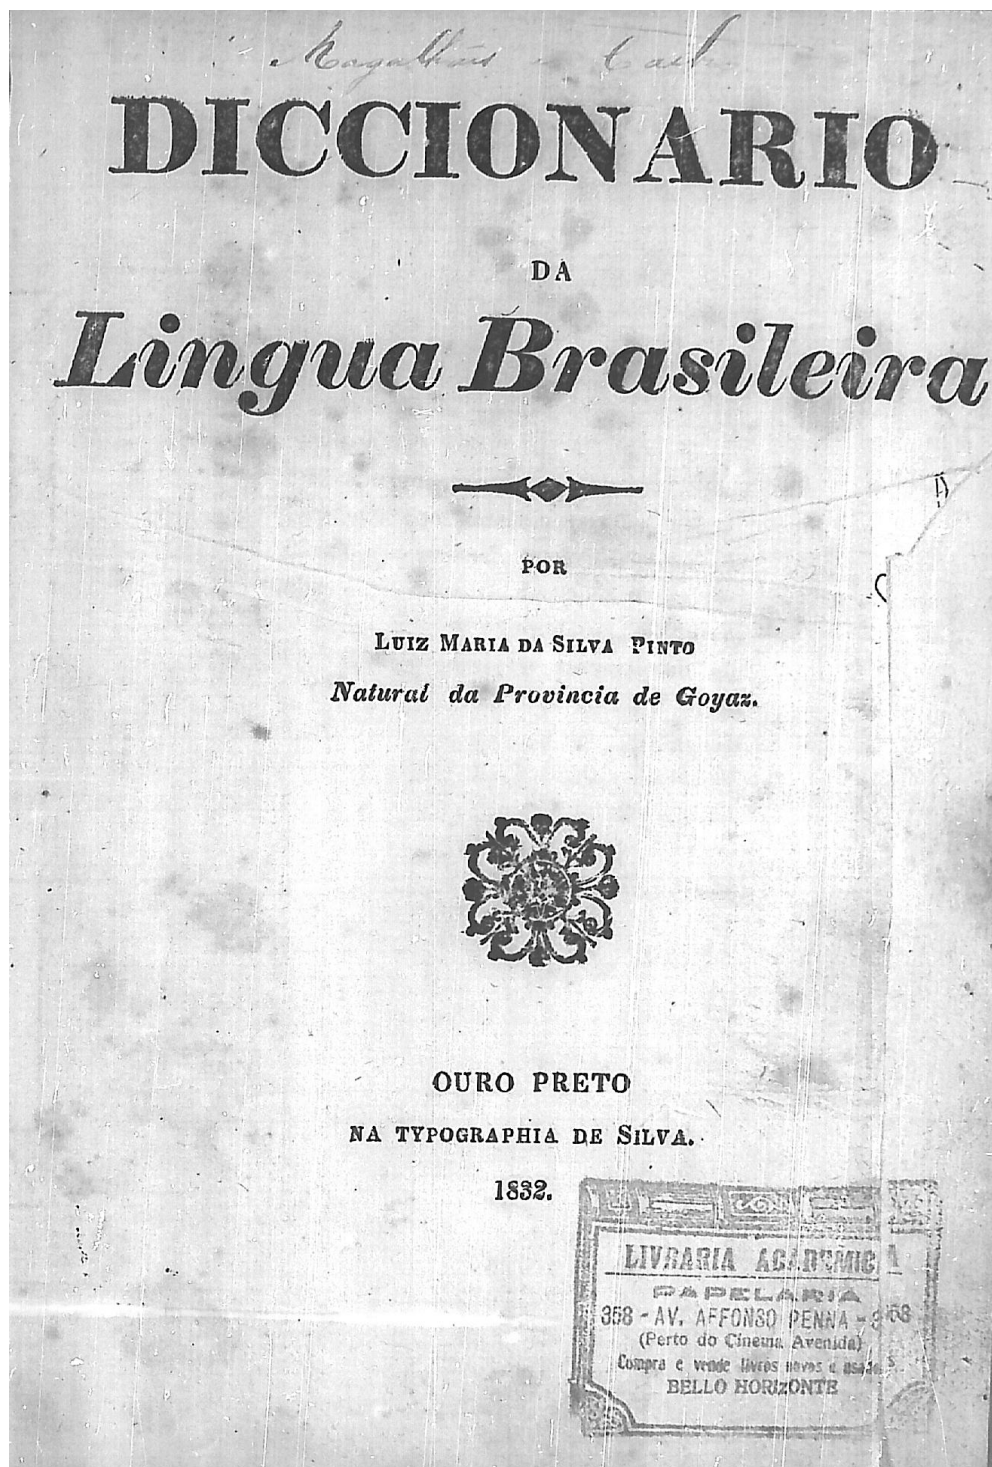 Magalhães
DICCIONARIO
DA
Lingua Brasileira
POR
LUIZ MARIA DA SILVA PINTO
Natural da Provincia de Goyaz.
OURO PRETO
NA TYPOGRAPHIA DE SILVA.
1832.
LIVRARIA ACADEMICA
PAPELARIA
358 - AV. AFFONSO PENNA - 358
(Perto do Cinema Avenida)
Compra e vende livros novos e usados
BELLO HORIZONTE